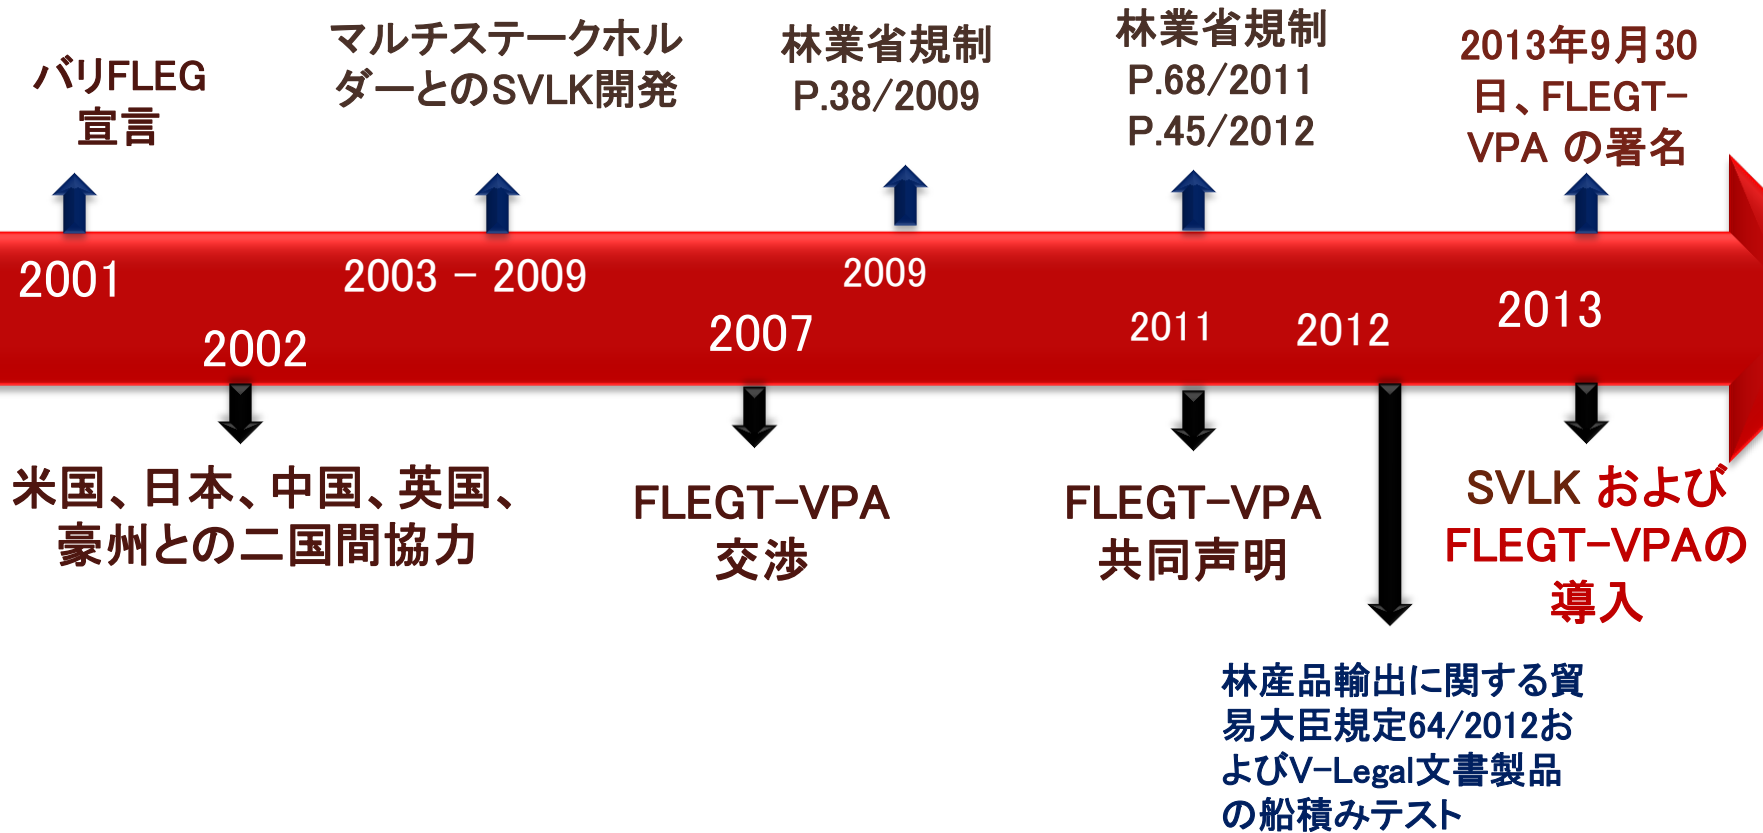 バリFLEG
宣言
マルチステークホル
ダーとのSVLK開発
林業省規制
P.38/2009
林業省規制
P.68/2011
P.45/2012
2013年9月30
日、FLEGT-
VPA の署名
2001
2002
2003 - 2009
2007
2009
2011
2012
2013
米国、日本、中国、英国、
豪州との二国間協力
FLEGT-VPA
交渉
FLEGT-VPA
共同声明
SVLK および
FLEGT-VPAの
導入
林産品輸出に関する貿
易大臣規定64/2012お
よびV-Legal文書製品
の船積みテスト